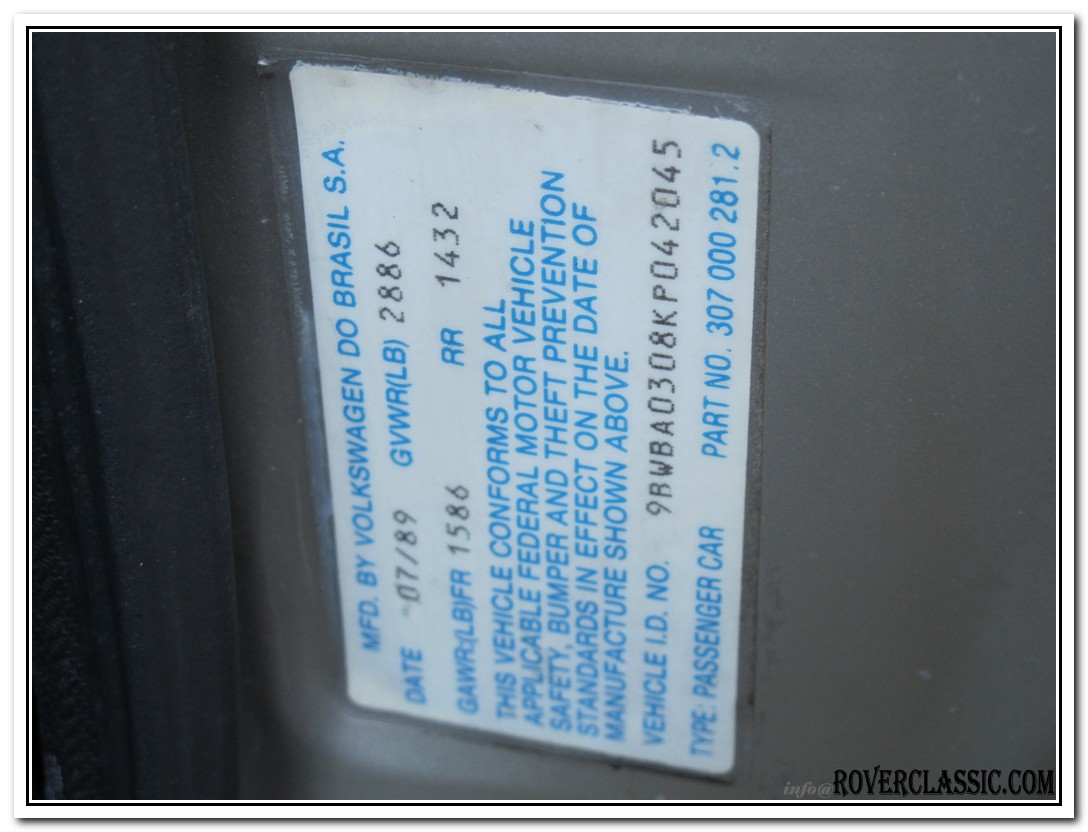 MFD. BY VOLKSWAGEN DO BRASIL S.A.
DATE 07/89 GVWR(LB) 2886
GAWR:(LB)FR 1586 RR 1432
THIS VEHICLE CONFORMS TO ALL
APPLICABLE FEDERAL MOTOR VEHICLE
SAFETY, BUMPER AND THEFT PREVENTION
STANDARDS IN EFFECT ON THE DATE OF
MANUFACTURE SHOWN ABOVE.
VEHICLE I.D. NO. 9BWBA0308KP042045
TYPE: PASSENGER CAR PART NO. 307 000 281.2
info@ROVERCLASSIC.COM